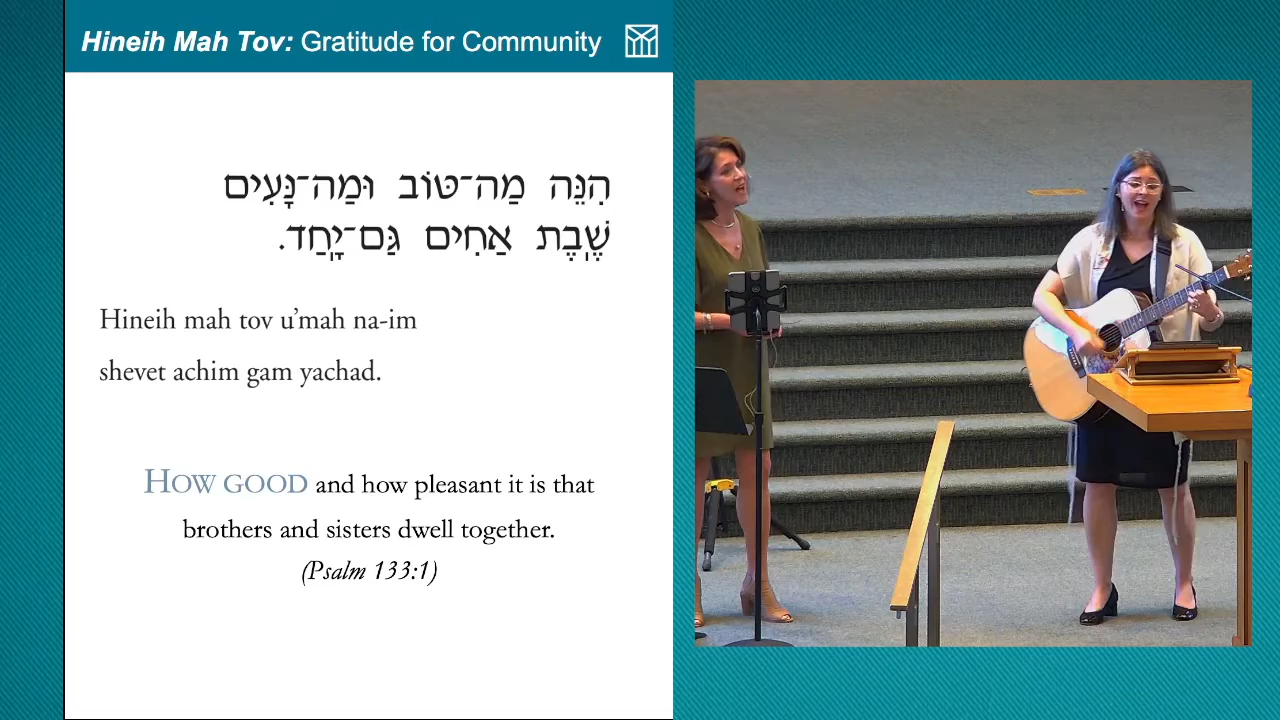 Hineih Mah Tov: Gratitude for Community
הִנֵּה מַה־טּוֹב וּמַה־נָּעִים
שֶֽׁבֶת אַחִים גַּם־יָֽחַד.
Hineih mah tov u’mah na-im
shevet achim gam yachad.
HOW GOOD and how pleasant it is that
brothers and sisters dwell together.
(Psalm 133:1)